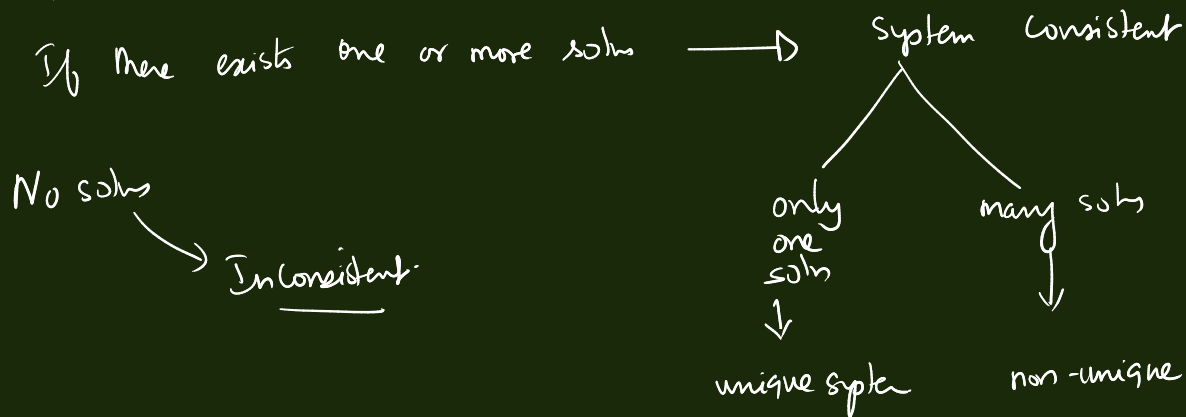 If there exists one or more solns → System Consistent
No solns → Inconsistent.
only
one
soln
↓
unique system
many solns
↓
non-unique